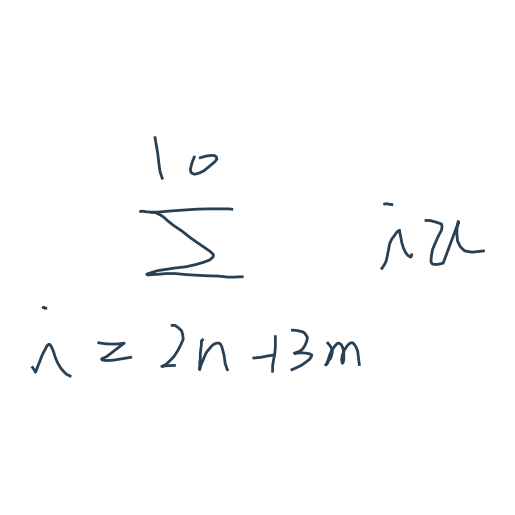 10
∑ ix
i = 2n + 3m